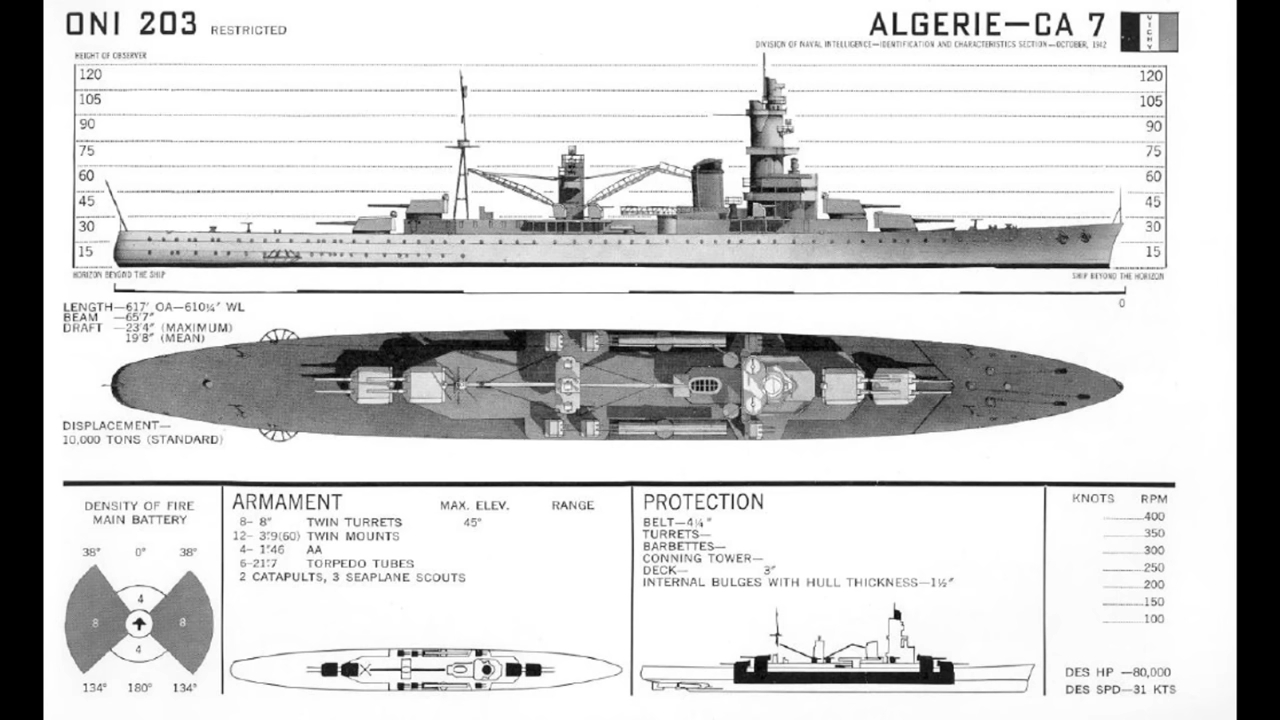 ONI 203 RESTRICTED
ALGERIE—CA 7
VICHY
DIVISION OF NAVAL INTELLIGENCE—IDENTIFICATION AND CHARACTERISTICS SECTION—OCTOBER, 1942
HEIGHT OF OBSERVER
120 120
105 105
90 90
75 75
60 60
45 45
30 30
15 15
HORIZON BEYOND THE SHIP
SHIP BEYOND THE HORIZON
0
LENGTH—617' OA—610¼" WL
BEAM —65'7"
DRAFT —23'4" (MAXIMUM)
19'8" (MEAN)
DISPLACEMENT—
10,000 TONS (STANDARD)
DENSITY OF FIRE
MAIN BATTERY
38° 0° 38°
4
8 8
4
134° 180° 134°
ARMAMENT MAX. ELEV. RANGE
8- 8" TWIN TURRETS 45°
12- 3"9(60) TWIN MOUNTS
4- 1"46 AA
6-21"7 TORPEDO TUBES
2 CATAPULTS, 3 SEAPLANE SCOUTS
PROTECTION
BELT—4¼"
TURRETS—
BARBETTES—
CONNING TOWER—
DECK— 3"
INTERNAL BULGES WITH HULL THICKNESS—1½"
KNOTS RPM
400
350
300
250
200
150
100
DES HP —80,000
DES SPD—31 KTS